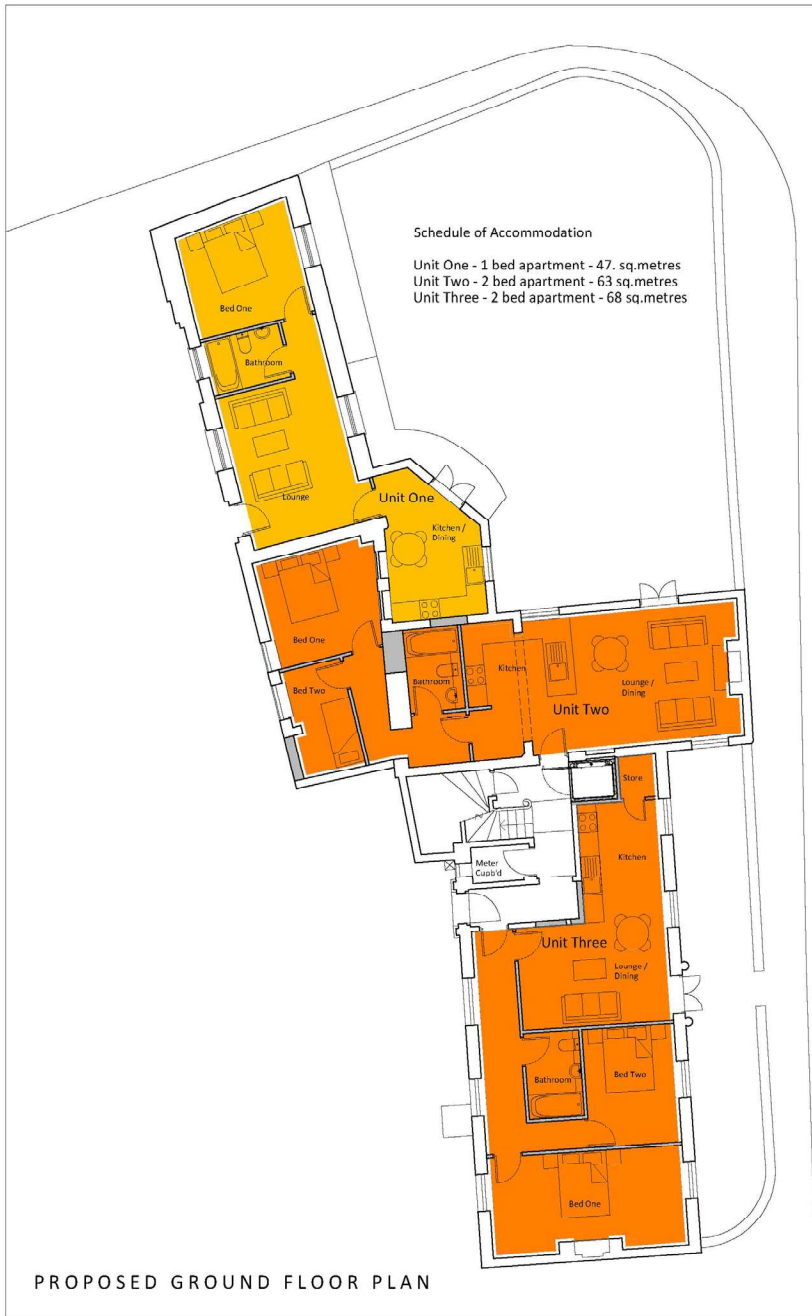 Schedule of Accommodation
Unit One - 1 bed apartment - 47. sq.metres
Unit Two - 2 bed apartment - 63 sq.metres
Unit Three - 2 bed apartment - 68 sq.metres
Bed One
Bathroom
Lounge
Unit One
Kitchen /
Dining
Bed One
Bed Two
Bathroom
Kitchen
Lounge /
Dining
Unit Two
Store
Kitchen
Meter
Cupb'd
Unit Three
Lounge /
Dining
Bathroom
Bed Two
Bed One
PROPOSED GROUND FLOOR PLAN